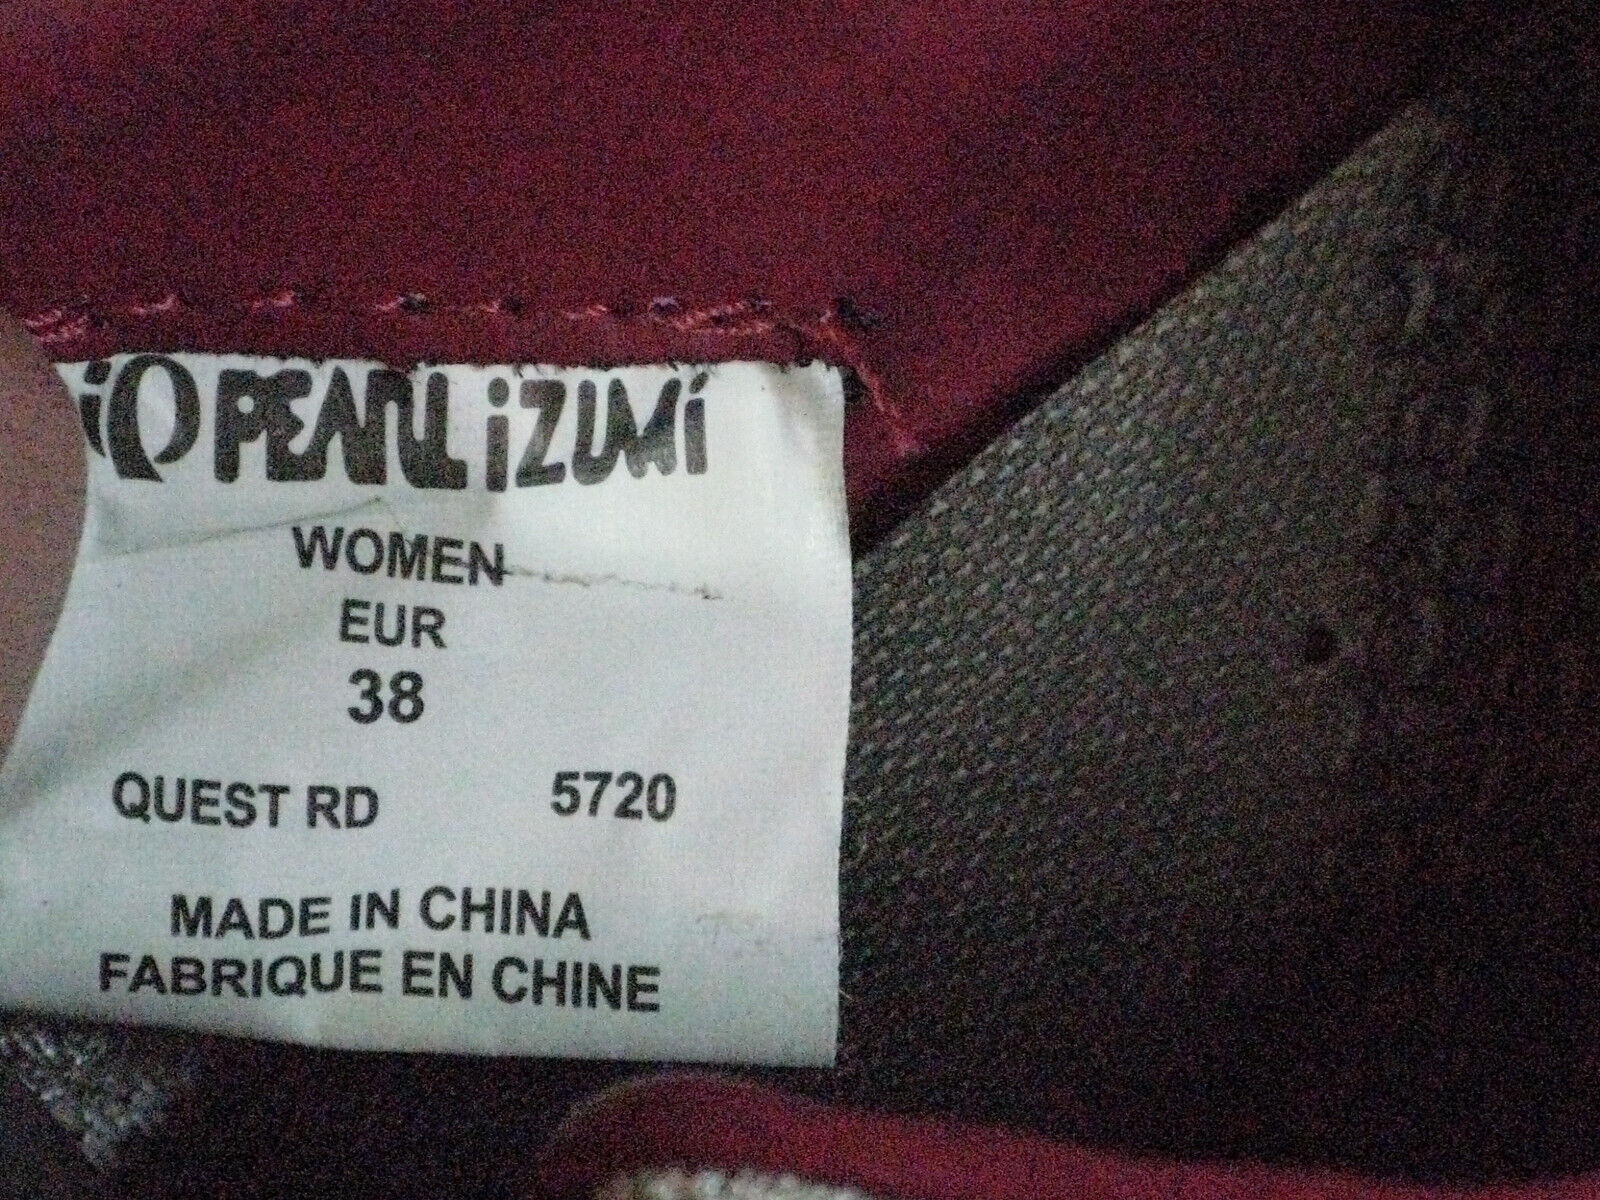 PEARL iZUMi
WOMEN
EUR
38
QUEST RD 5720
MADE IN CHINA
FABRIQUE EN CHINE